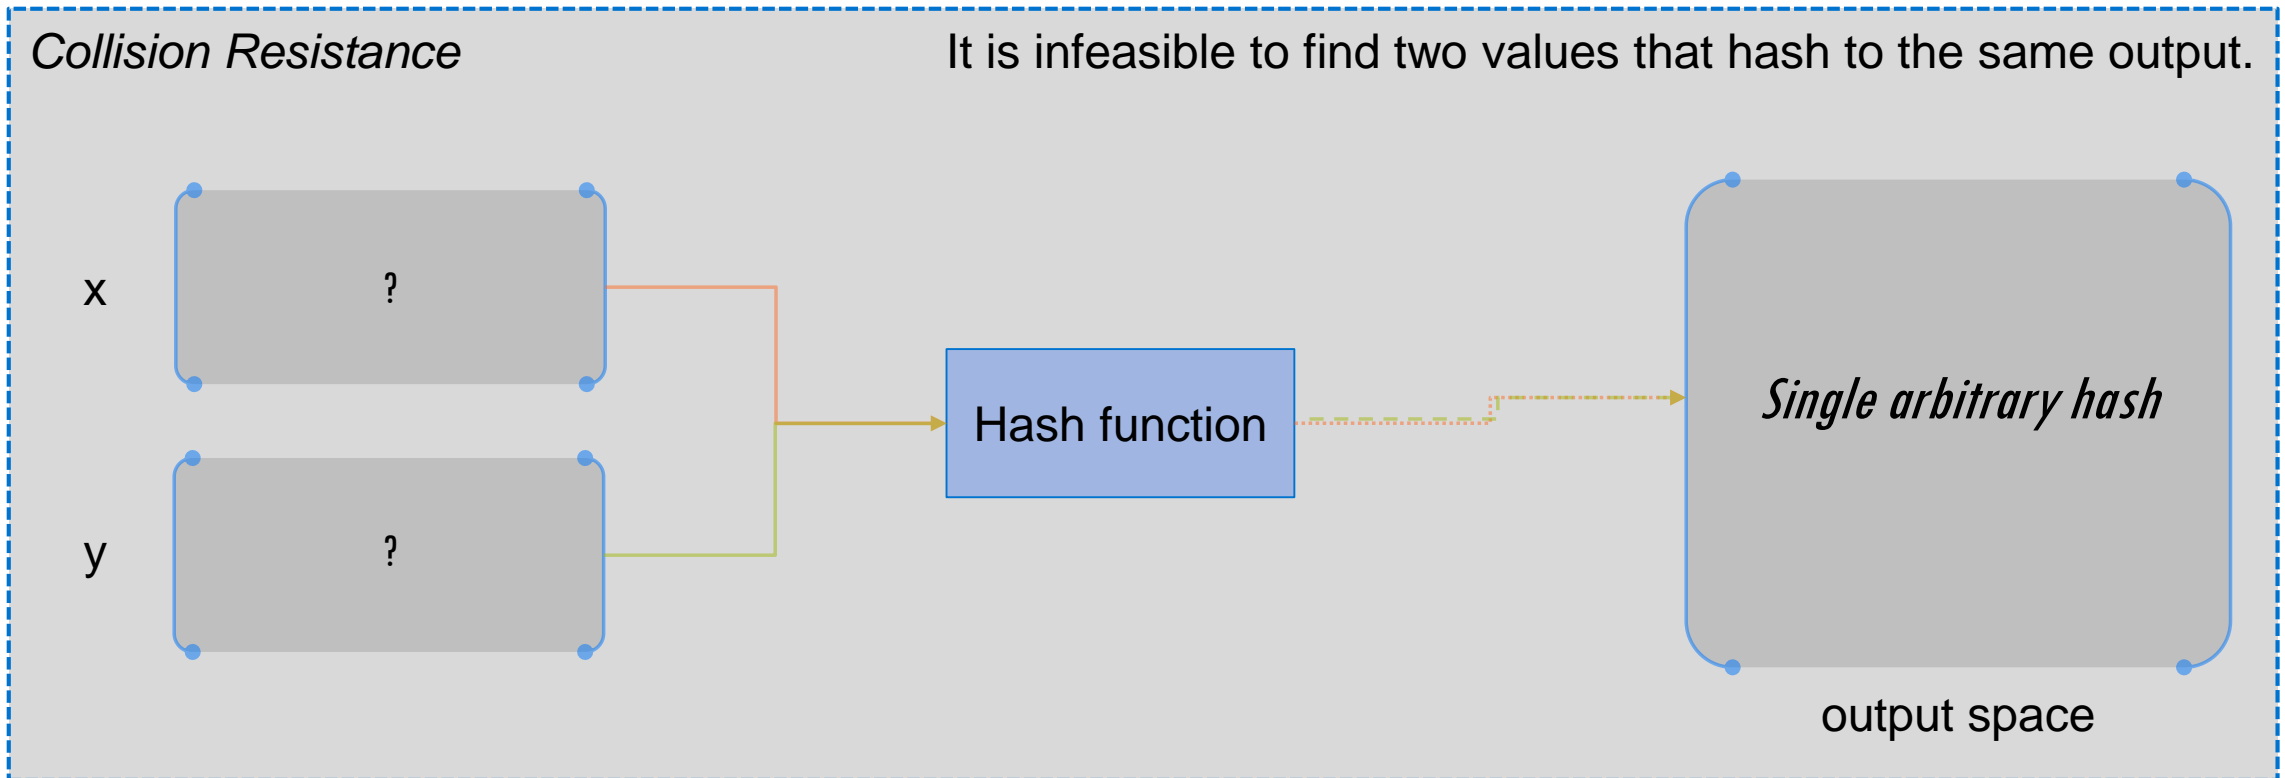 Collision Resistance
It is infeasible to find two values that hash to the same output.
x
?
Hash function
Single arbitrary hash
y
?
output space